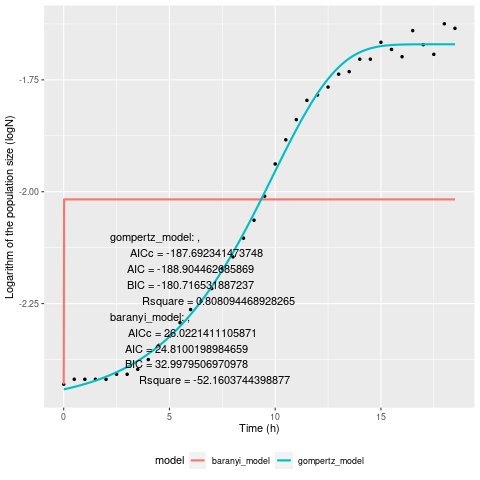 Logarithm of the population size (logN)
-1.75
-2.00
-2.25
gompertz_model: ,
AICc = -187.692341473748
AIC = -188.904462685869
BIC = -180.716531887237
Rsquare = 0.808094468928265
baranyi_model: ,
AICc = 26.0221411105871
AIC = 24.8100198984659
BIC = 32.9979506970978
Rsquare = -52.1603744398877
0 5 10 15
Time (h)
model baranyi_model gompertz_model